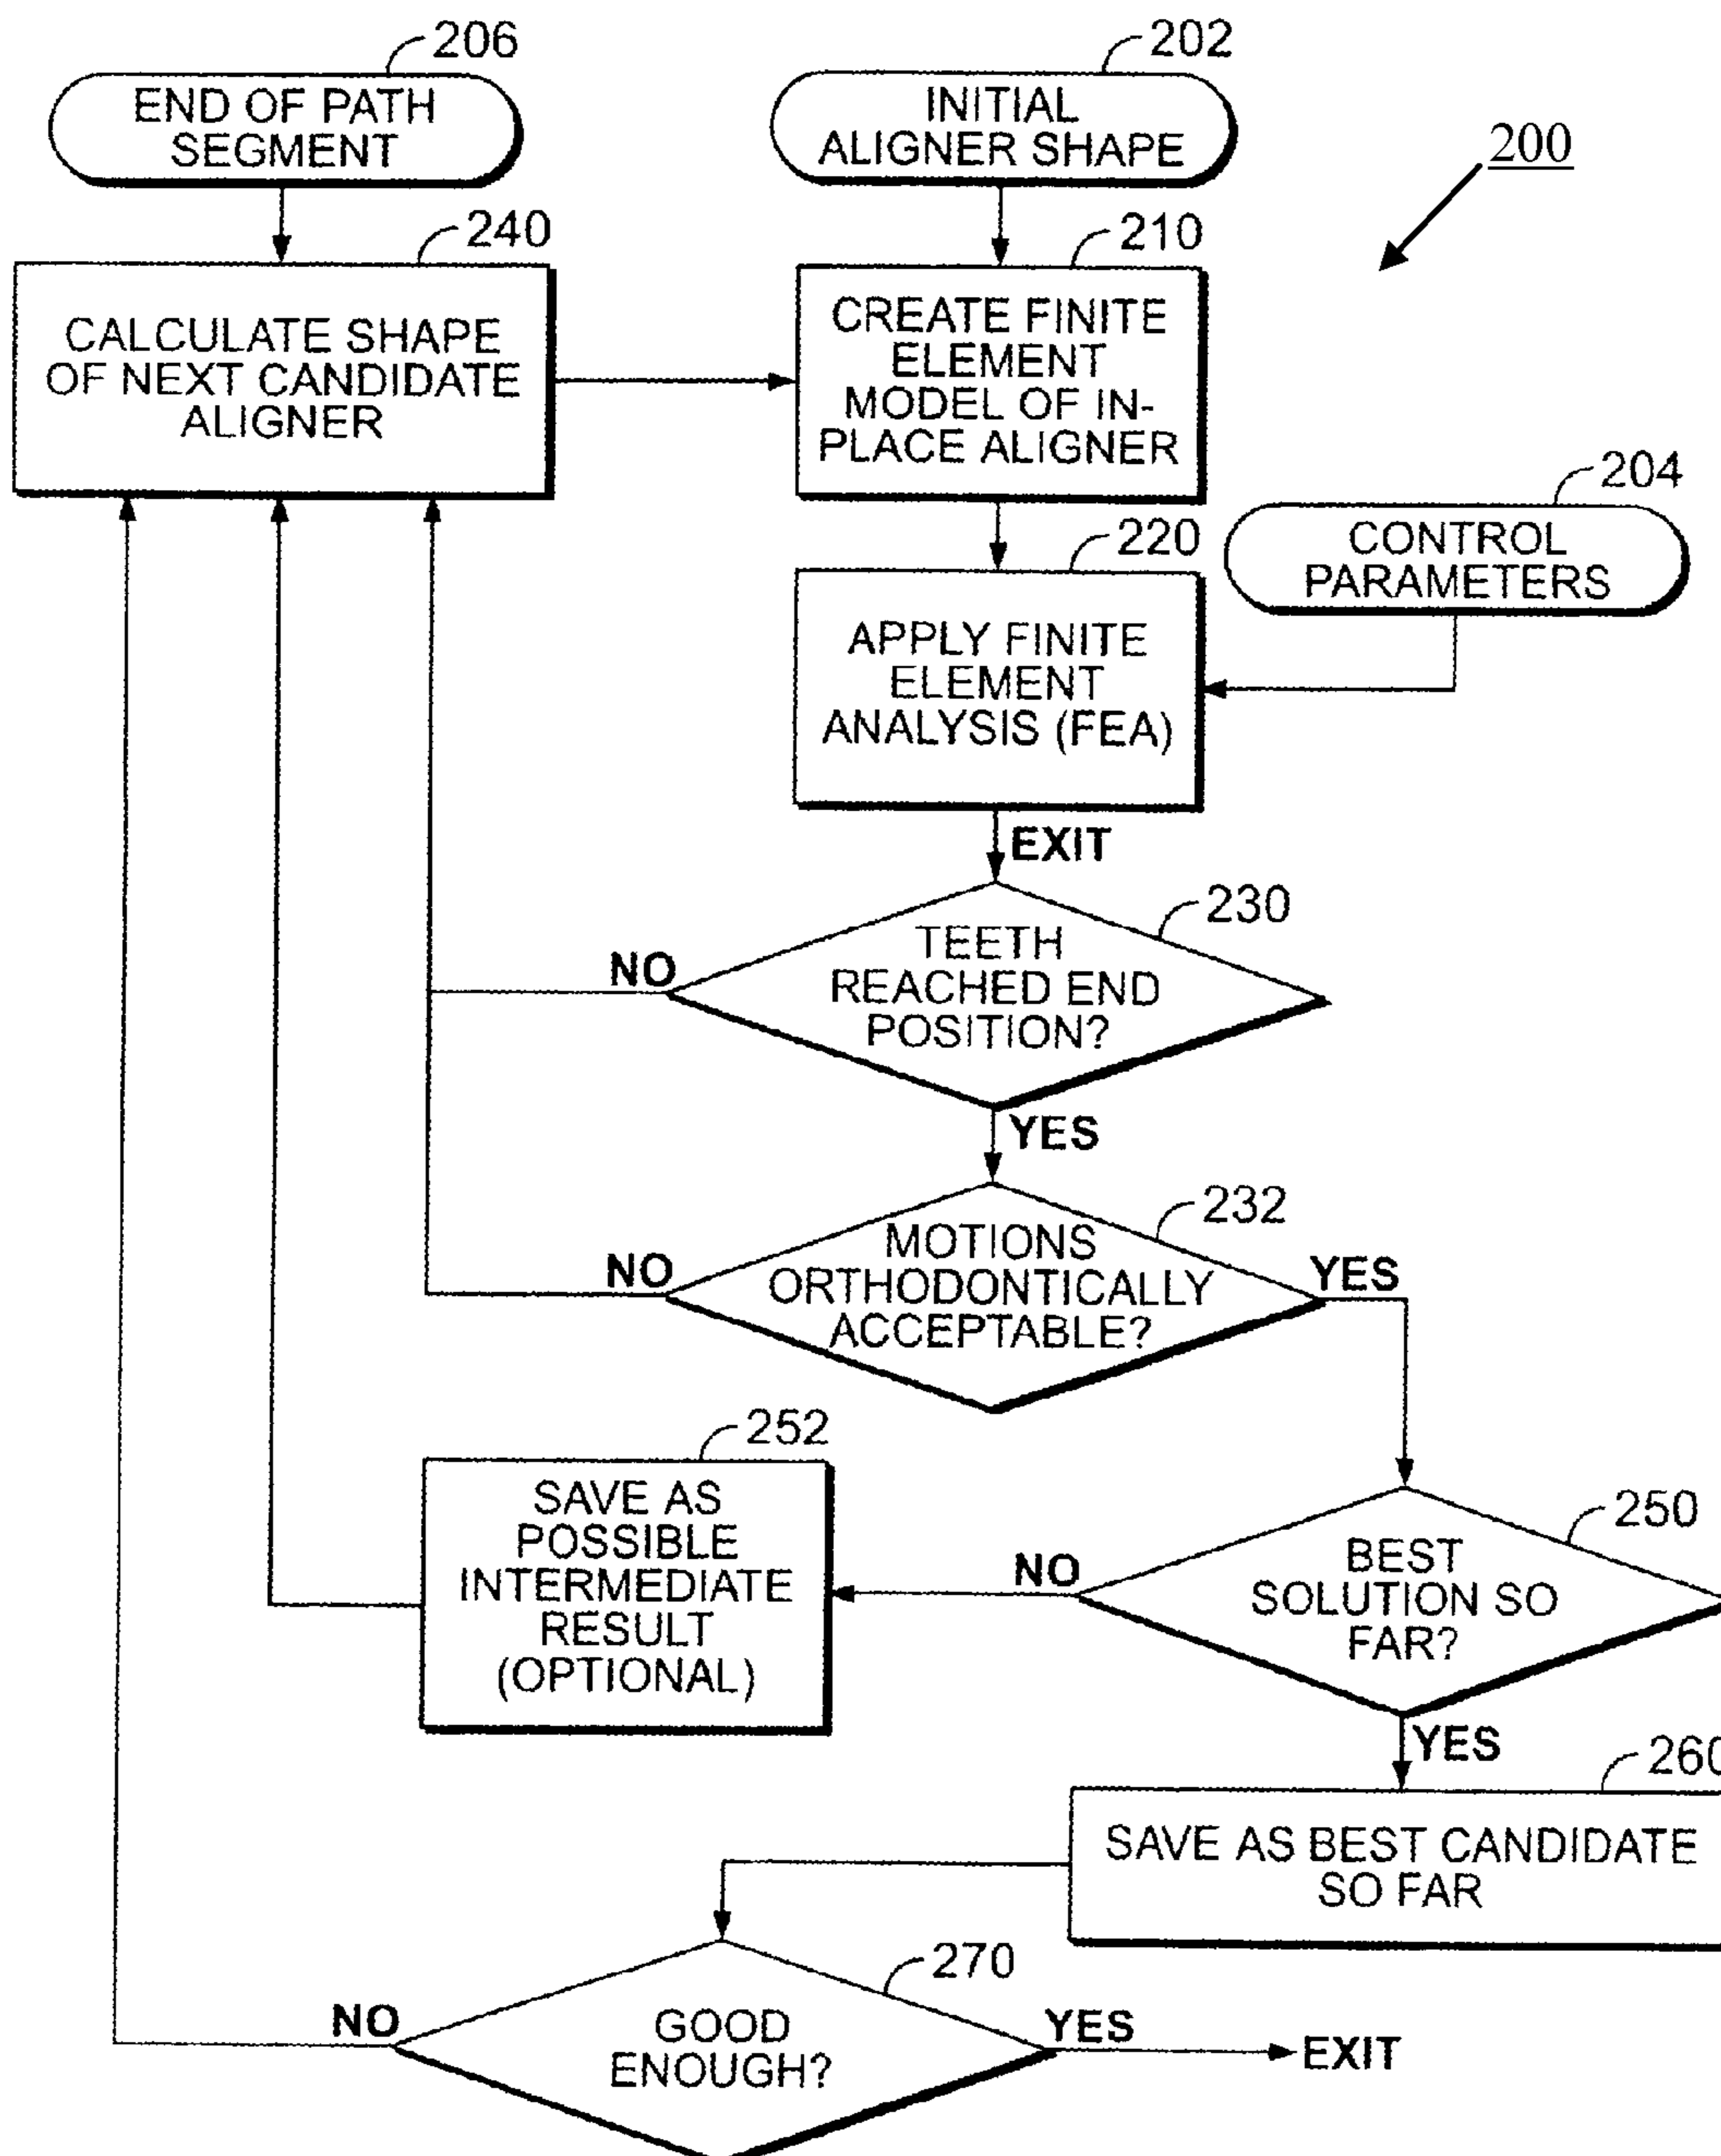 206
END OF PATH
SEGMENT
202
INITIAL
ALIGNER SHAPE
200
240
CALCULATE SHAPE
OF NEXT CANDIDATE
ALIGNER
210
CREATE FINITE
ELEMENT
MODEL OF IN-
PLACE ALIGNER
204
CONTROL
PARAMETERS
220
APPLY FINITE
ELEMENT
ANALYSIS (FEA)
EXIT
230
TEETH
REACHED END
POSITION?
NO
YES
232
MOTIONS
ORTHODONTICALLY
ACCEPTABLE?
NO
YES
252
SAVE AS
POSSIBLE
INTERMEDIATE
RESULT
(OPTIONAL)
250
BEST
SOLUTION SO
FAR?
NO
YES
260
SAVE AS BEST CANDIDATE
SO FAR
270
GOOD
ENOUGH?
NO
YES
EXIT